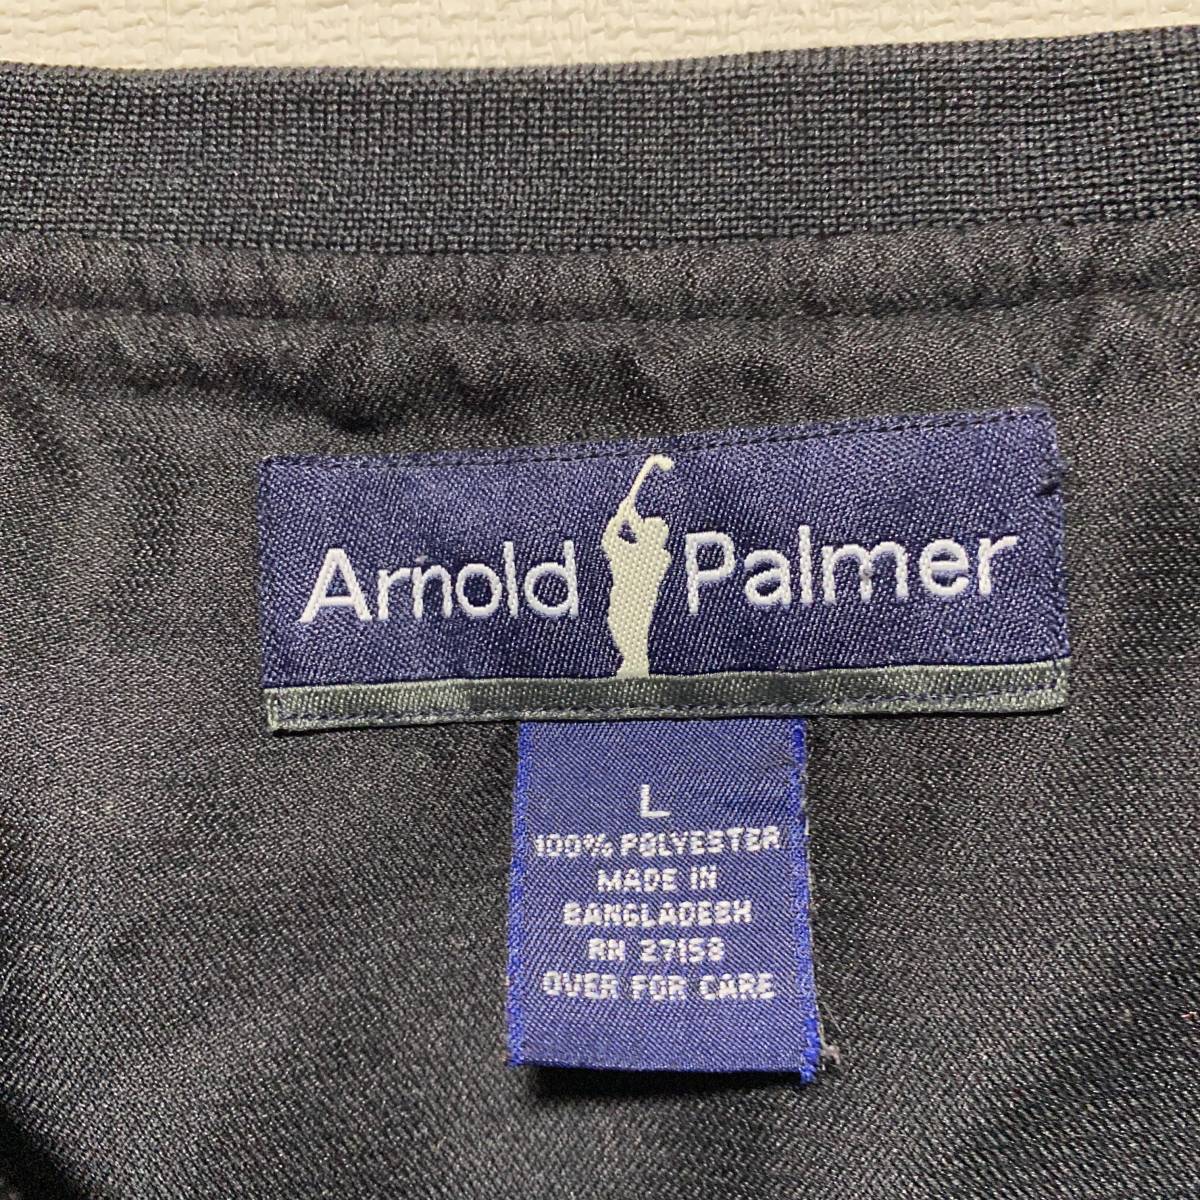 Arnold Palmer
L
100% POLYESTER
MADE IN
BANGLADESH
RN 27158
OVER FOR CARE